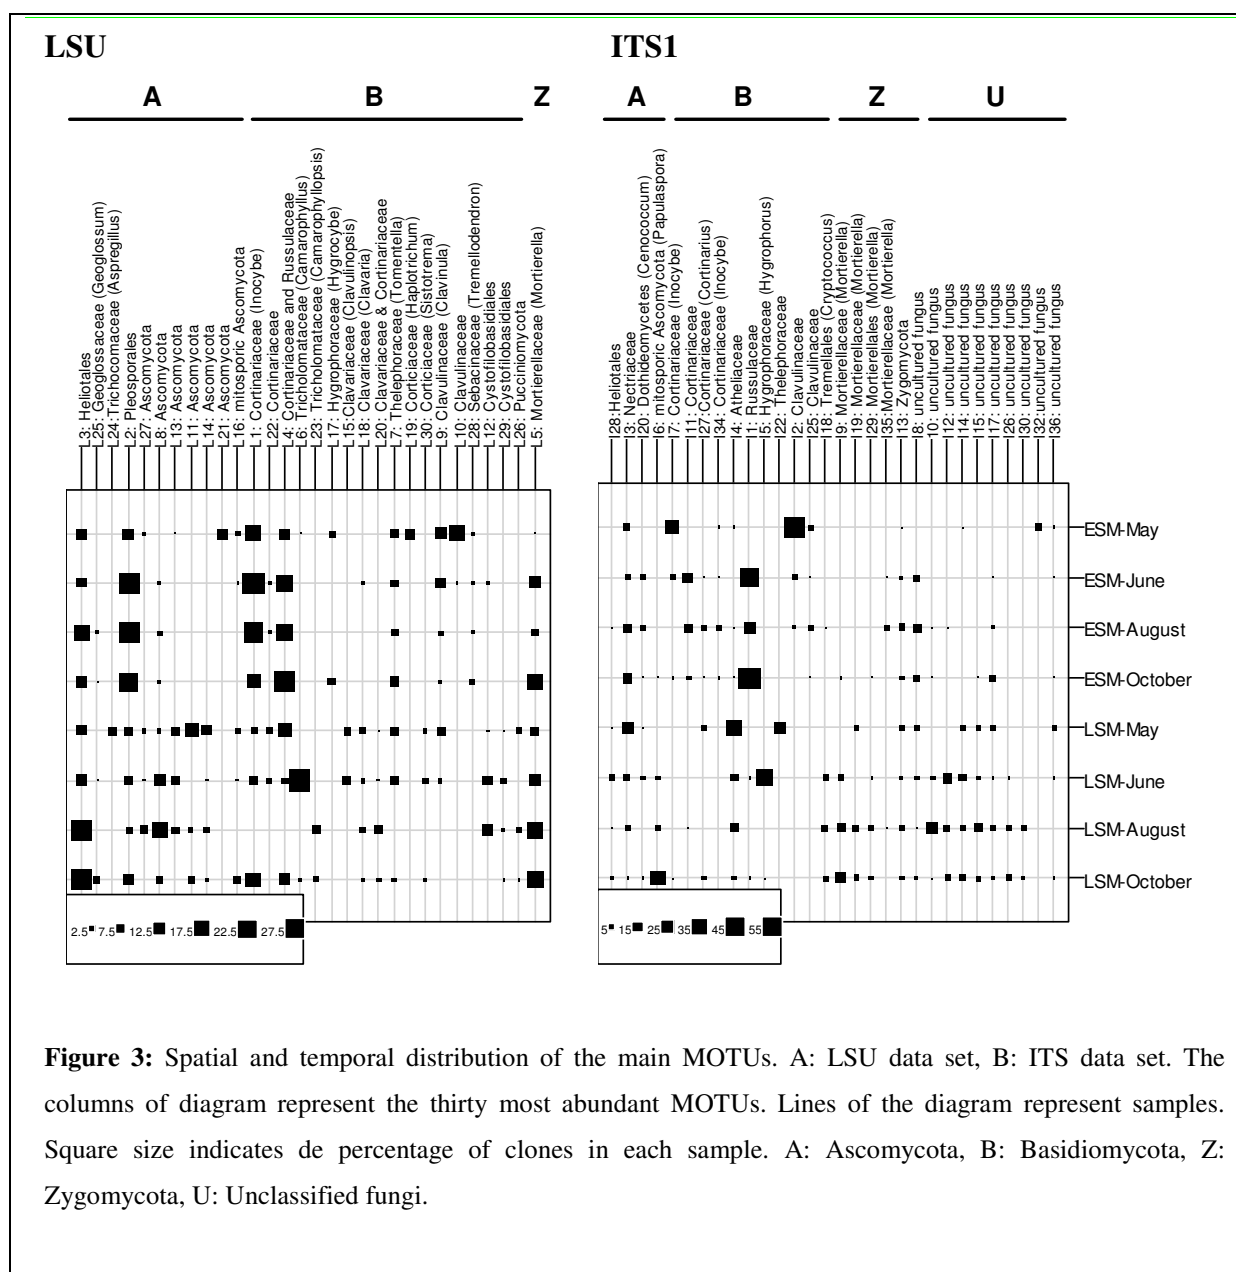 LSU
ITS1
A
B
Z
A
B
Z
U
L3: Heliotales
L25: Geoglossaceae (Geoglossum)
L24:Trichocomaceae (Aspregillus)
L2: Pleosporales
L27: Ascomycota
L8: Ascomycota
L13: Ascomycota
L11: Ascomycota
L14: Ascomycota
L21: Ascomycota
L16: mitosporic Ascomycota
L1: Cortinariaceae (Inocybe)
L22: Cortinariaceae
L4: Cortinariaceae and Russulaceae
L6: Tricholomataceae (Camarophyllus)
L23: Tricholomataceae (Camarophyllopsis)
L17: Hygrophoraceae (Hygrocybe)
L15:Clavariaceae (Clavulinopsis)
L18: Clavariaceae (Clavaria)
L20: Clavariaceae & Cortinariaceae
L7: Thelephoraceae (Tomentella)
L19: Corticiaceae (Haplotrichum)
L30: Corticiaceae (Sistotrema)
L9: Clavulinaceae (Clavinula)
L10: Clavulinaceae
L28: Sebacinaceae (Tremellodendron)
L12: Cystofilobasidiales
L29: Cystofilobasidiales
L26: Pucciniomycota
L5: Mortierellaceae (Mortierella)
I28:Heliotales
I3: Nectriaceae
I20: Dothideomycetes (Cenococcum)
I6: mitosporic Ascomycota (Papulaspora)
I7: Cortinariaceae (Inocybe)
I11: Cortinariaceae
I27:Cortinariaceae (Cortinarius)
I34: Cortinariaceae (Inocybe)
I4: Atheliaceae
I1: Russulaceae
I5: Hygrophoraceae (Hygrophorus)
I22: Thelephoraceae
I2: Clavulinaceae
I25: Clavulinaceae
I18: Tremellales (Cryptococcus)
I9: Mortierellaceae (Mortierella)
I19: Mortierellaceae (Mortierella)
I29: Mortierellales (Mortierella)
I35: Mortierellaceae (Mortierella)
I13: Zygomycota
I8: uncultured fungus
10: uncultured fungus
I12: uncultured fungus
I14: uncultured fungus
I15: uncultured fungus
I17: uncultured fungus
I26: uncultured fungus
I30: uncultured fungus
I32:uncultured fungus
I36: uncultured fungus
ESM-May
ESM-June
ESM-August
ESM-October
LSM-May
LSM-June
LSM-August
LSM-October
2.5 7.5 12.5 17.5 22.5 27.5
5 15 25 35 45 55
Figure 3: Spatial and temporal distribution of the main MOTUs. A: LSU data set, B: ITS data set. The
columns of diagram represent the thirty most abundant MOTUs. Lines of the diagram represent samples.
Square size indicates de percentage of clones in each sample. A: Ascomycota, B: Basidiomycota, Z:
Zygomycota, U: Unclassified fungi.